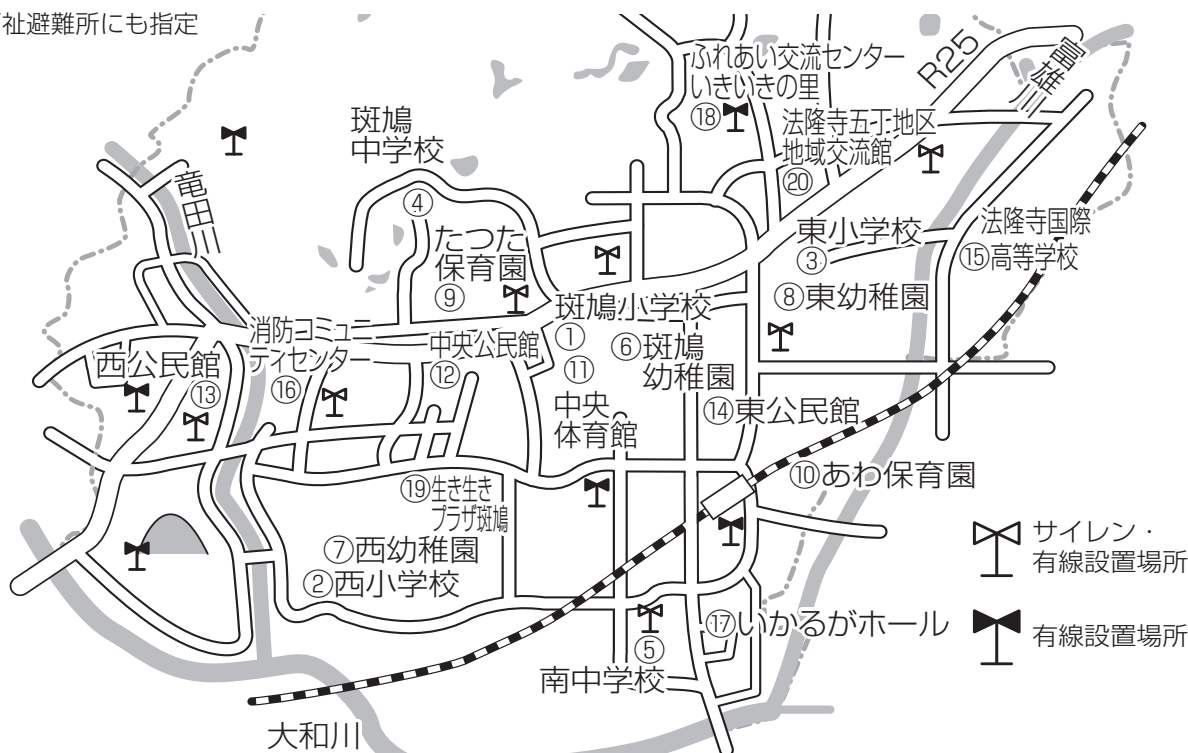 祉避難所にも指定
ふれあい交流センター
いきいきの里
⑱
R25
富雄川
斑鳩
中学校
④
法隆寺五丁地区
地域交流館
⑳
竜田川
たつた
保育園
⑨
東小学校
③
法隆寺国際
⑮高等学校
⑧東幼稚園
消防コミュニ
ティセンター
⑯
中央公民館
⑫
斑鳩小学校
①
⑪
中央
体育館
⑥斑鳩
幼稚園
西公民館
⑬
⑭東公民館
⑩あわ保育園
⑲生き生き
プラザ斑鳩
⑦西幼稚園
②西小学校
サイレン・
有線設置場所
有線設置場所
⑰いかるがホール
⑤
南中学校
大和川